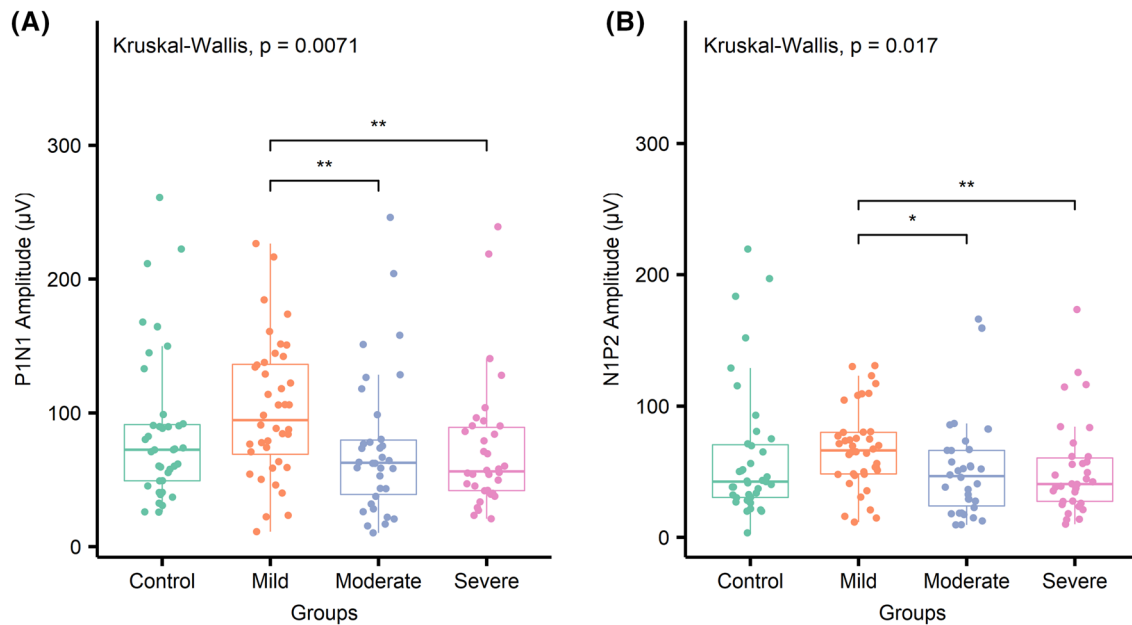 (A)
Kruskal-Wallis, p = 0.0071
P1N1 Amplitude (µV)
300
200
100
0
**
**
Control Mild Moderate Severe
Groups
(B)
Kruskal-Wallis, p = 0.017
N1P2 Amplitude (µV)
300
200
100
0
**
*
Control Mild Moderate Severe
Groups